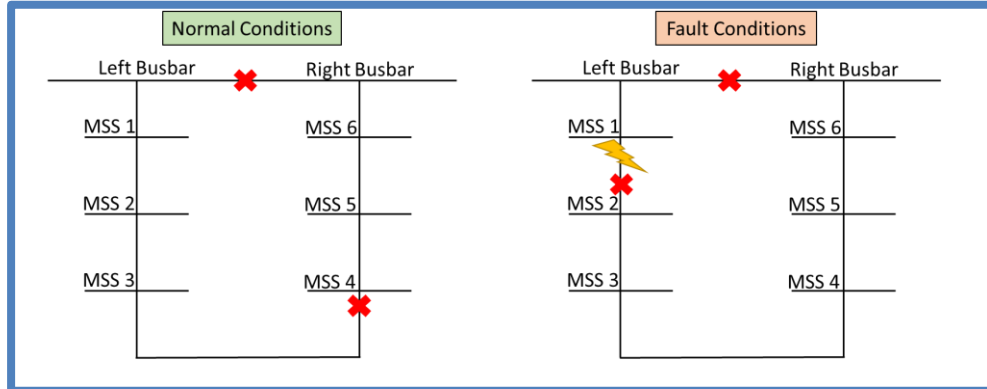 Normal Conditions
Left Busbar
Right Busbar
MSS 1
MSS 6
MSS 2
MSS 5
MSS 3
MSS 4
Fault Conditions
Left Busbar
Right Busbar
MSS 1
MSS 6
MSS 2
MSS 5
MSS 3
MSS 4